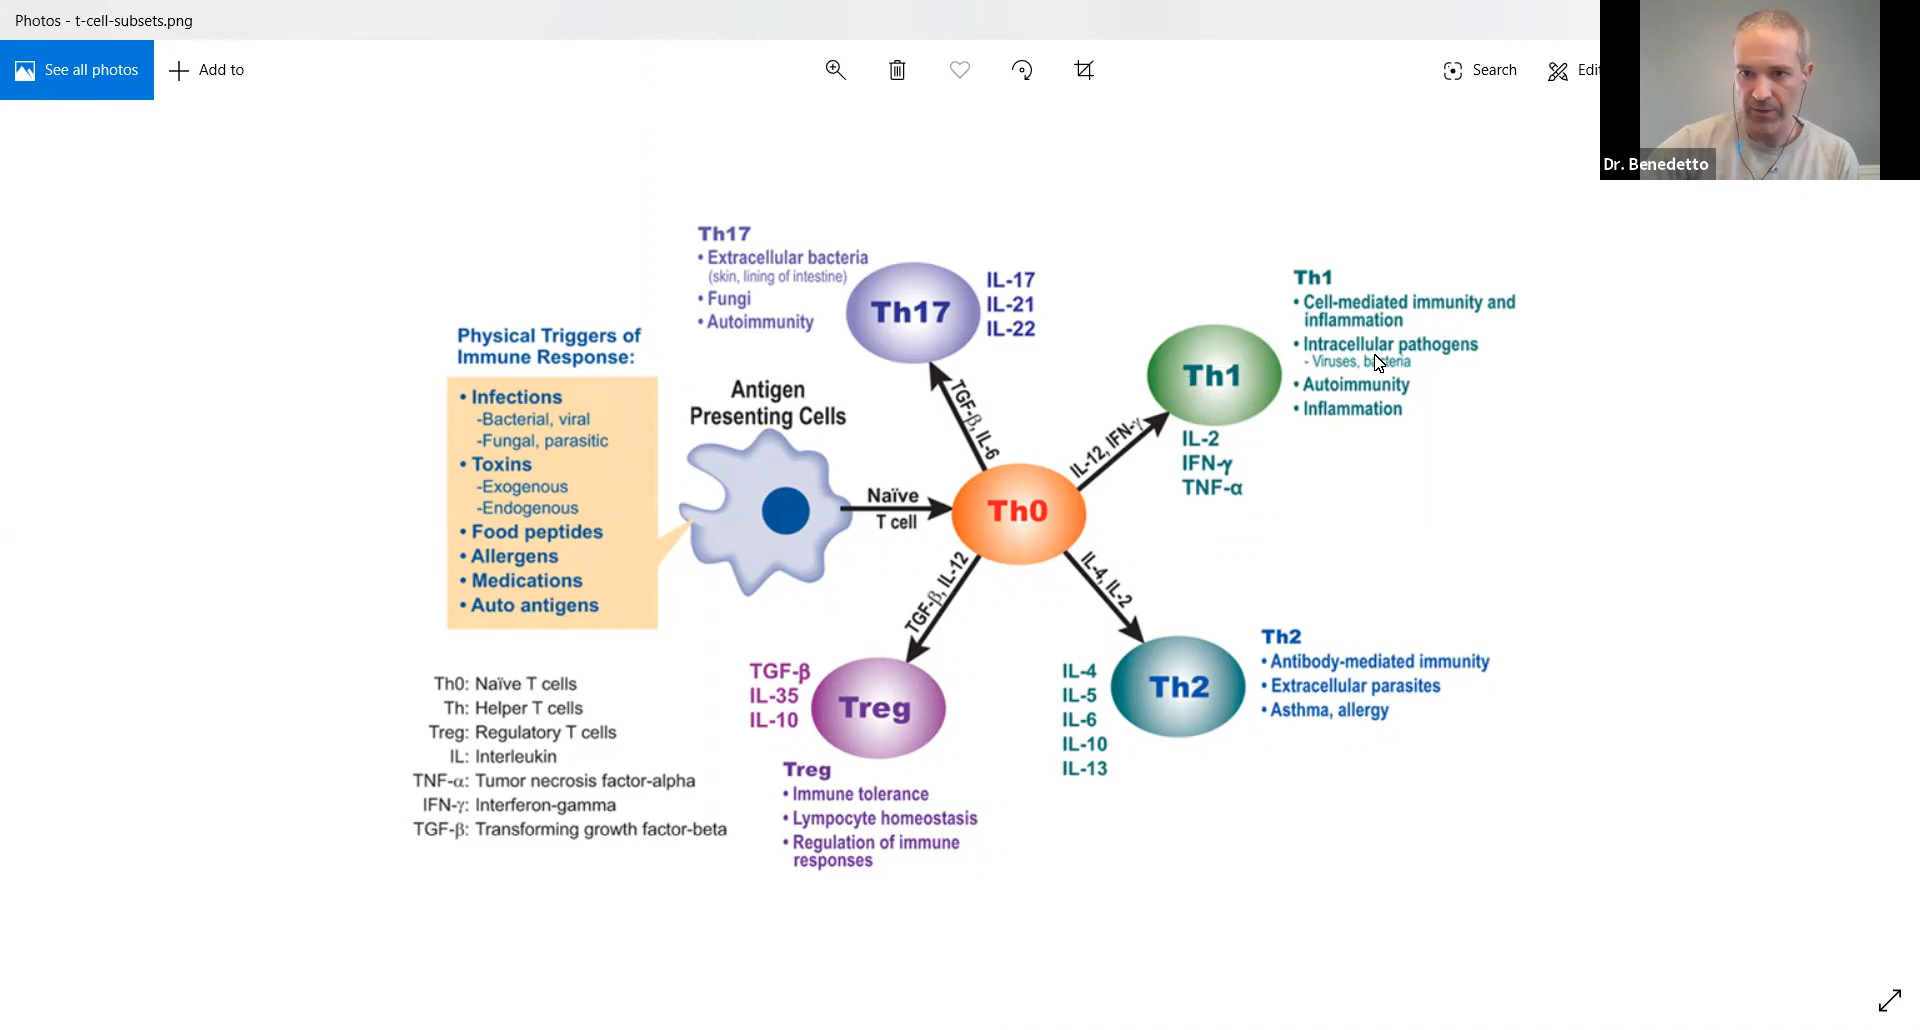 Photos - t-cell-subsets.png
See all photos
Add to
Search
Dr. Benedetto
Th17
• Extracellular bacteria
(skin, lining of intestine)
• Fungi
• Autoimmunity
Th17
IL-17
IL-21
IL-22
Th1
• Cell-mediated immunity and
inflammation
• Intracellular pathogens
- Viruses, bacteria
• Autoimmunity
• Inflammation
Th1
IL-2
IFN-γ
TNF-α
Physical Triggers of
Immune Response:
• Infections
-Bacterial, viral
-Fungal, parasitic
• Toxins
-Exogenous
-Endogenous
• Food peptides
• Allergens
• Medications
• Auto antigens
Antigen
Presenting Cells
Naïve
T cell
Th0
TGF-β, IL-6
IL-12, IFN-γ
TGF-β, IL-12
IL-4, IL-2
Th0: Naïve T cells
Th: Helper T cells
Treg: Regulatory T cells
IL: Interleukin
TNF-α: Tumor necrosis factor-alpha
IFN-γ: Interferon-gamma
TGF-β: Transforming growth factor-beta
TGF-β
IL-35
IL-10
Treg
Treg
• Immune tolerance
• Lympocyte homeostasis
• Regulation of immune
responses
IL-4
IL-5
IL-6
IL-10
IL-13
Th2
Th2
• Antibody-mediated immunity
• Extracellular parasites
• Asthma, allergy